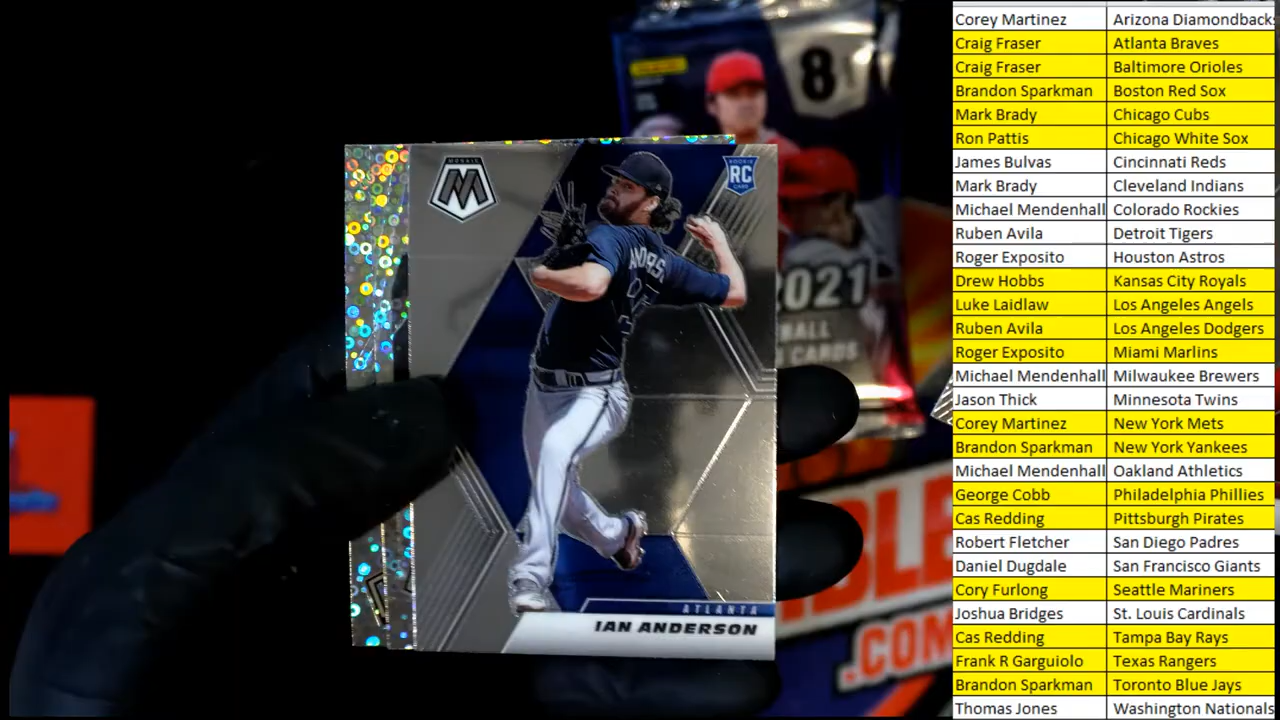 MOSAIC
ROOKIE
RC
CARD
ANDERS
ATLANTA
IAN ANDERSON
PANINI
8
2021
BALL
CARDS
BLE
.COM
Corey Martinez Arizona Diamondbacks
Craig Fraser Atlanta Braves
Craig Fraser Baltimore Orioles
Brandon Sparkman Boston Red Sox
Mark Brady Chicago Cubs
Ron Pattis Chicago White Sox
James Bulvas Cincinnati Reds
Mark Brady Cleveland Indians
Michael Mendenhall Colorado Rockies
Ruben Avila Detroit Tigers
Roger Exposito Houston Astros
Drew Hobbs Kansas City Royals
Luke Laidlaw Los Angeles Angels
Ruben Avila Los Angeles Dodgers
Roger Exposito Miami Marlins
Michael Mendenhall Milwaukee Brewers
Jason Thick Minnesota Twins
Corey Martinez New York Mets
Brandon Sparkman New York Yankees
Michael Mendenhall Oakland Athletics
George Cobb Philadelphia Phillies
Cas Redding Pittsburgh Pirates
Robert Fletcher San Diego Padres
Daniel Dugdale San Francisco Giants
Cory Furlong Seattle Mariners
Joshua Bridges St. Louis Cardinals
Cas Redding Tampa Bay Rays
Frank R Garguiolo Texas Rangers
Brandon Sparkman Toronto Blue Jays
Thomas Jones Washington Nationals